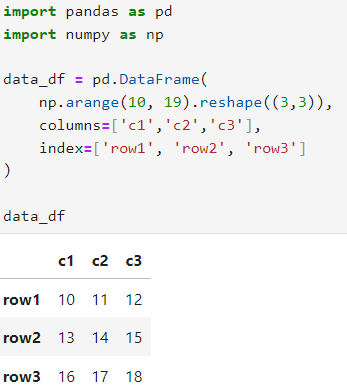 import pandas as pd
import numpy as np
data_df = pd.DataFrame(
    np.arange(10, 19).reshape((3,3)),
    columns=['c1','c2','c3'],
    index=['row1', 'row2', 'row3']
)
data_df
c1 c2 c3
row1 10 11 12
row2 13 14 15
row3 16 17 18